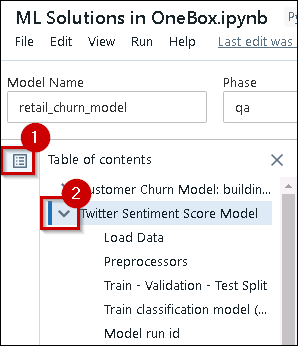 ML Solutions in OneBox.ipynb
View Edit Run Help Last edit was
Model Name Phase
retail_churn_model qa
1
Table of contents
Customer Churn Model: buildin...
2
Twitter Sentiment Score Model
Load Data
Preprocessors
Train - Validation - Test Split
Train classification model (...
Model run id